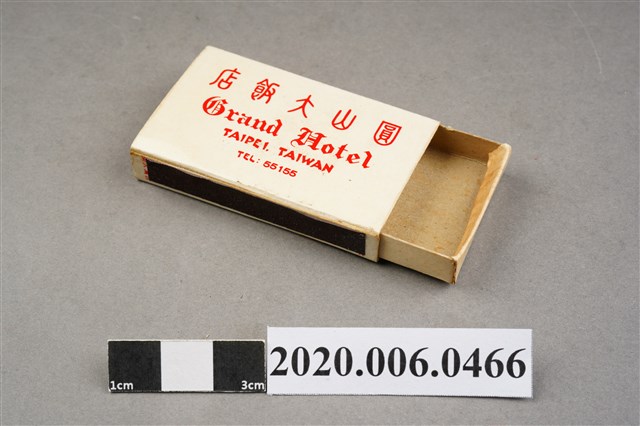 圓山大飯店
Grand Hotel
TAIPEI, TAIWAN
TEL: 55155
1cm 3cm
2020.006.0466